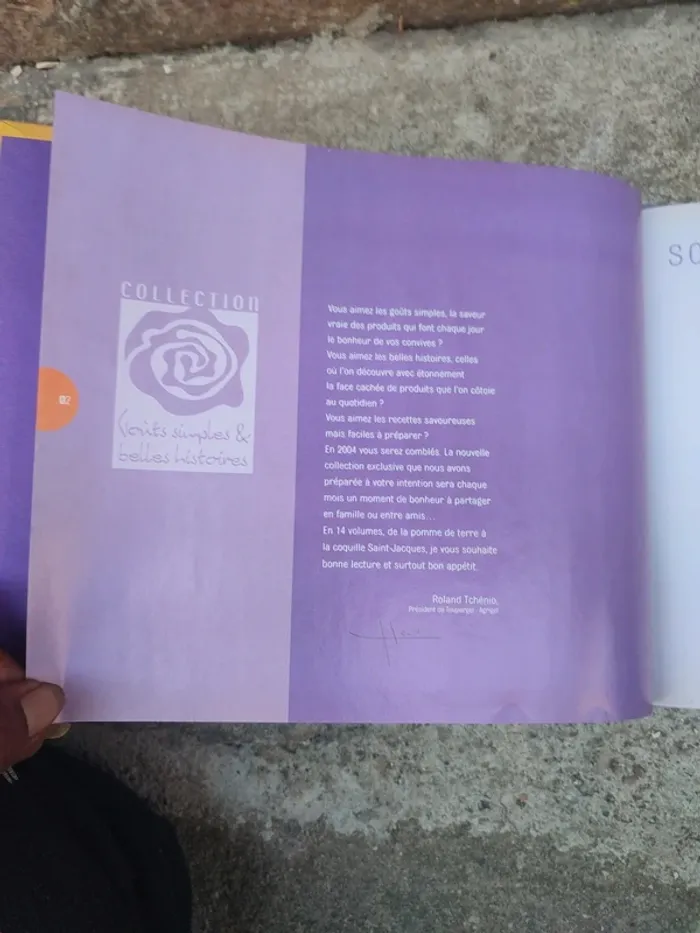 COLLECTION
Goûts simples &
belles histoires
02
Vous aimez les goûts simples, la saveur
vraie des produits qui font chaque jour
le bonheur de vos convives ?
Vous aimez les belles histoires, celles
où l'on découvre avec étonnement
la face cachée de produits que l'on côtoie
au quotidien ?
Vous aimez les recettes savoureuses
mais faciles à préparer ?
En 2004 vous serez comblés. La nouvelle
collection exclusive que nous avons
préparée à votre intention sera chaque
mois un moment de bonheur à partager
en famille ou entre amis...
En 14 volumes, de la pomme de terre à
la coquille Saint-Jacques, je vous souhaite
bonne lecture et surtout bon appétit.
Roland Tchénio,
Président de Toupargel - Agrigel
SO